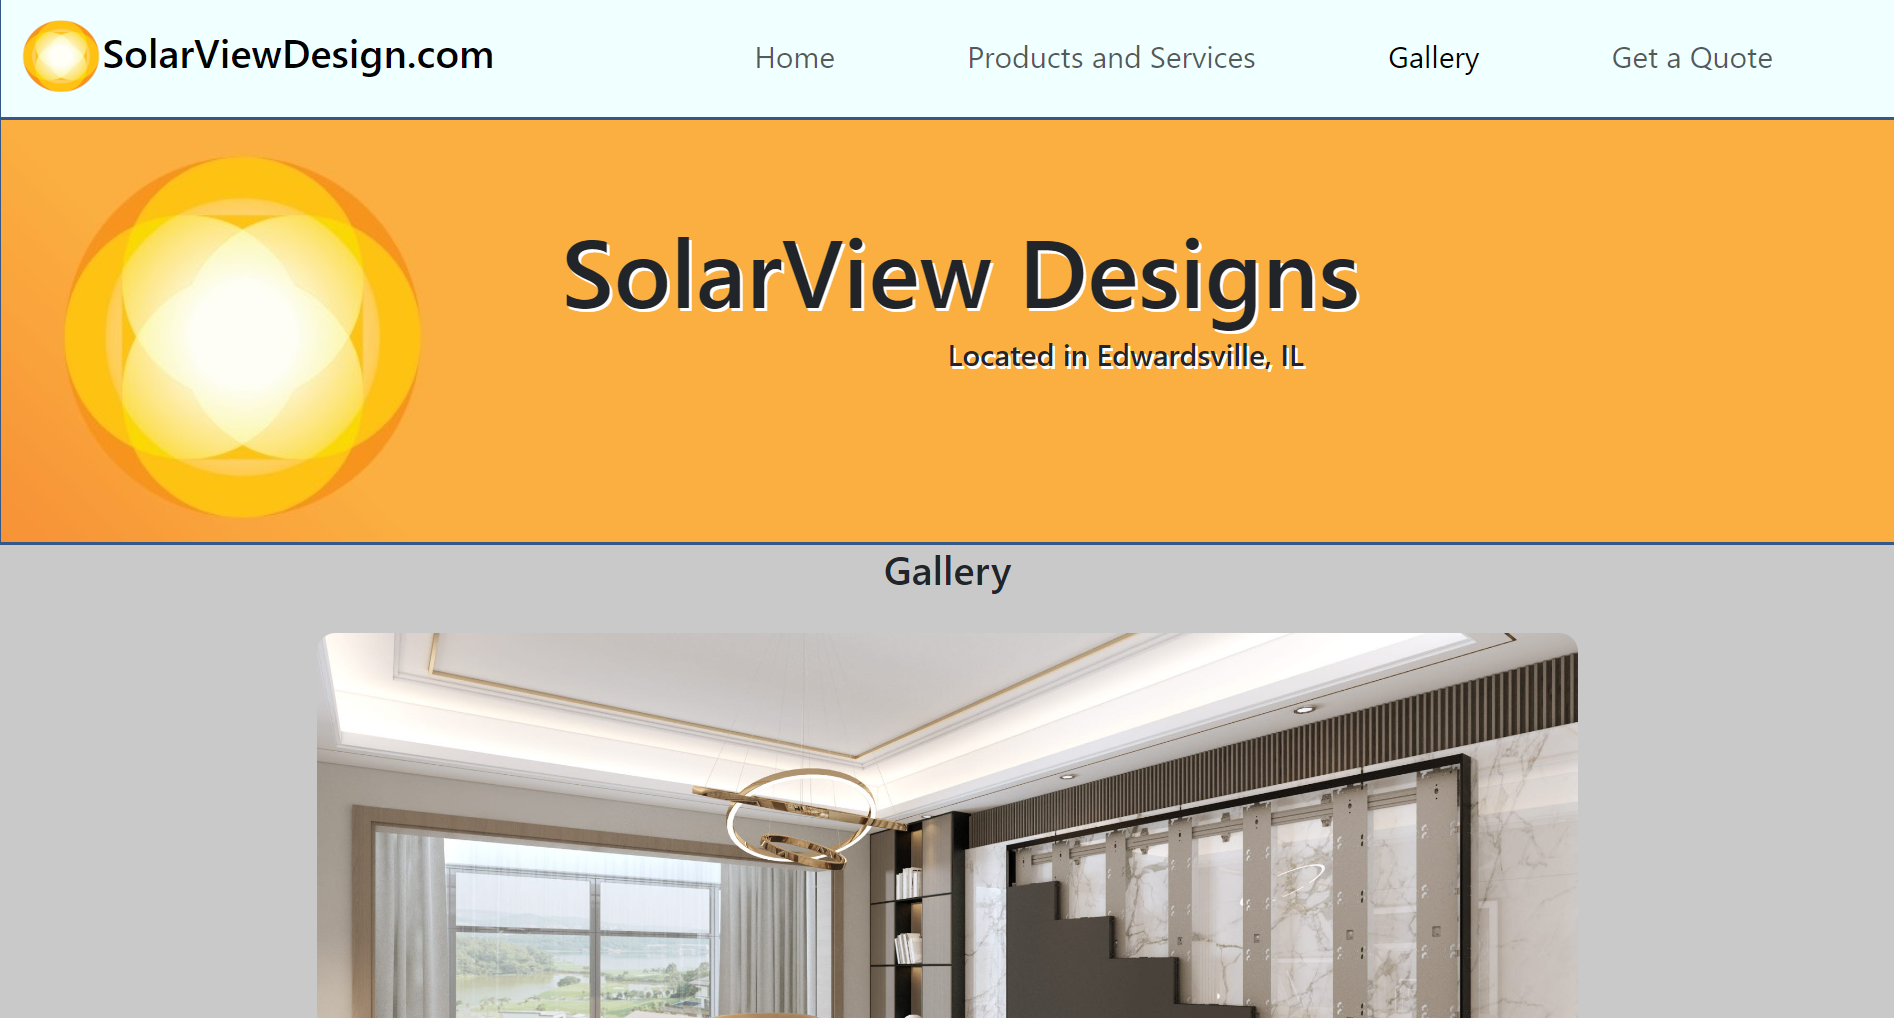 SolarViewDesign.com
Home
Products and Services
Gallery
Get a Quote
SolarView Designs
Located in Edwardsville, IL
Gallery